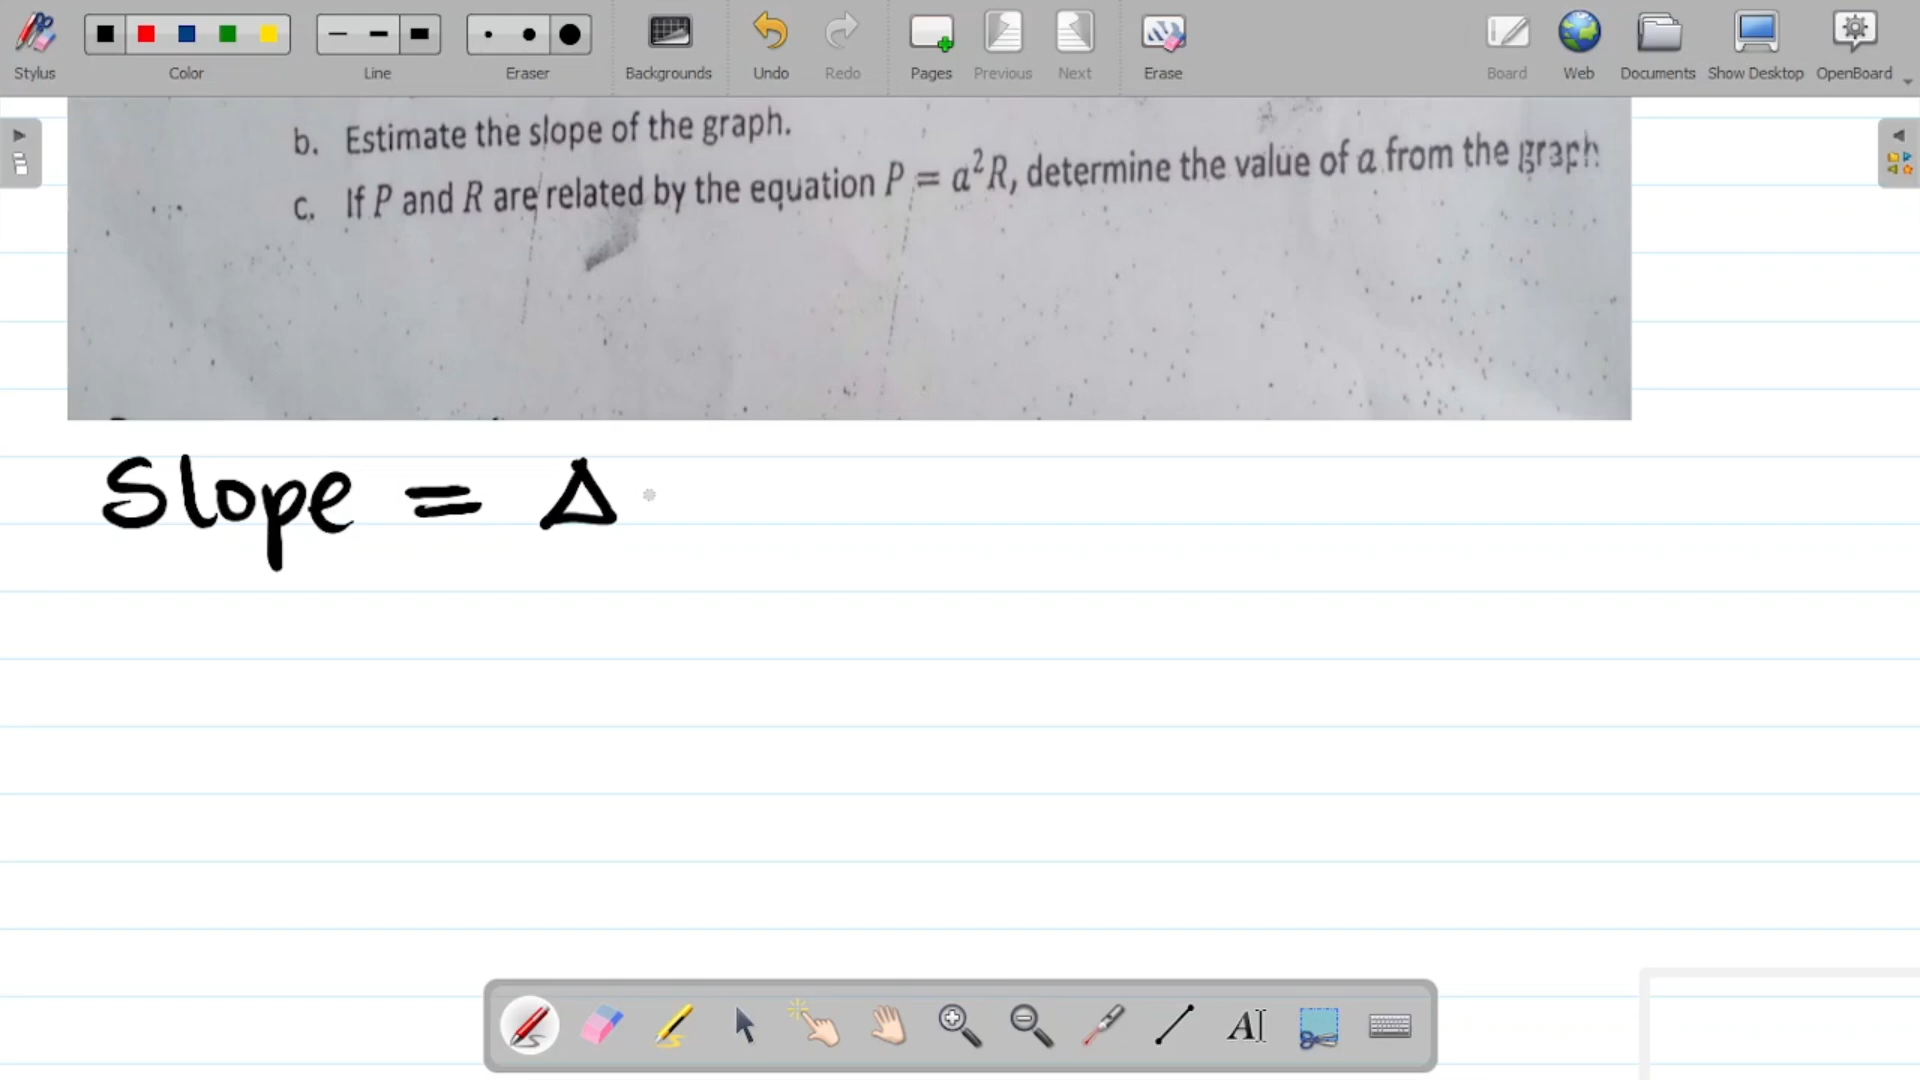 Stylus
Color
Line
Eraser
Backgrounds
Undo
Redo
Pages
Previous
Next
Erase
Board
Web
Documents
Show Desktop
OpenBoard
b. Estimate the slope of the graph.
c. If P and R are related by the equation P = a²R, determine the value of a from the graph
Slope = Δ
AI